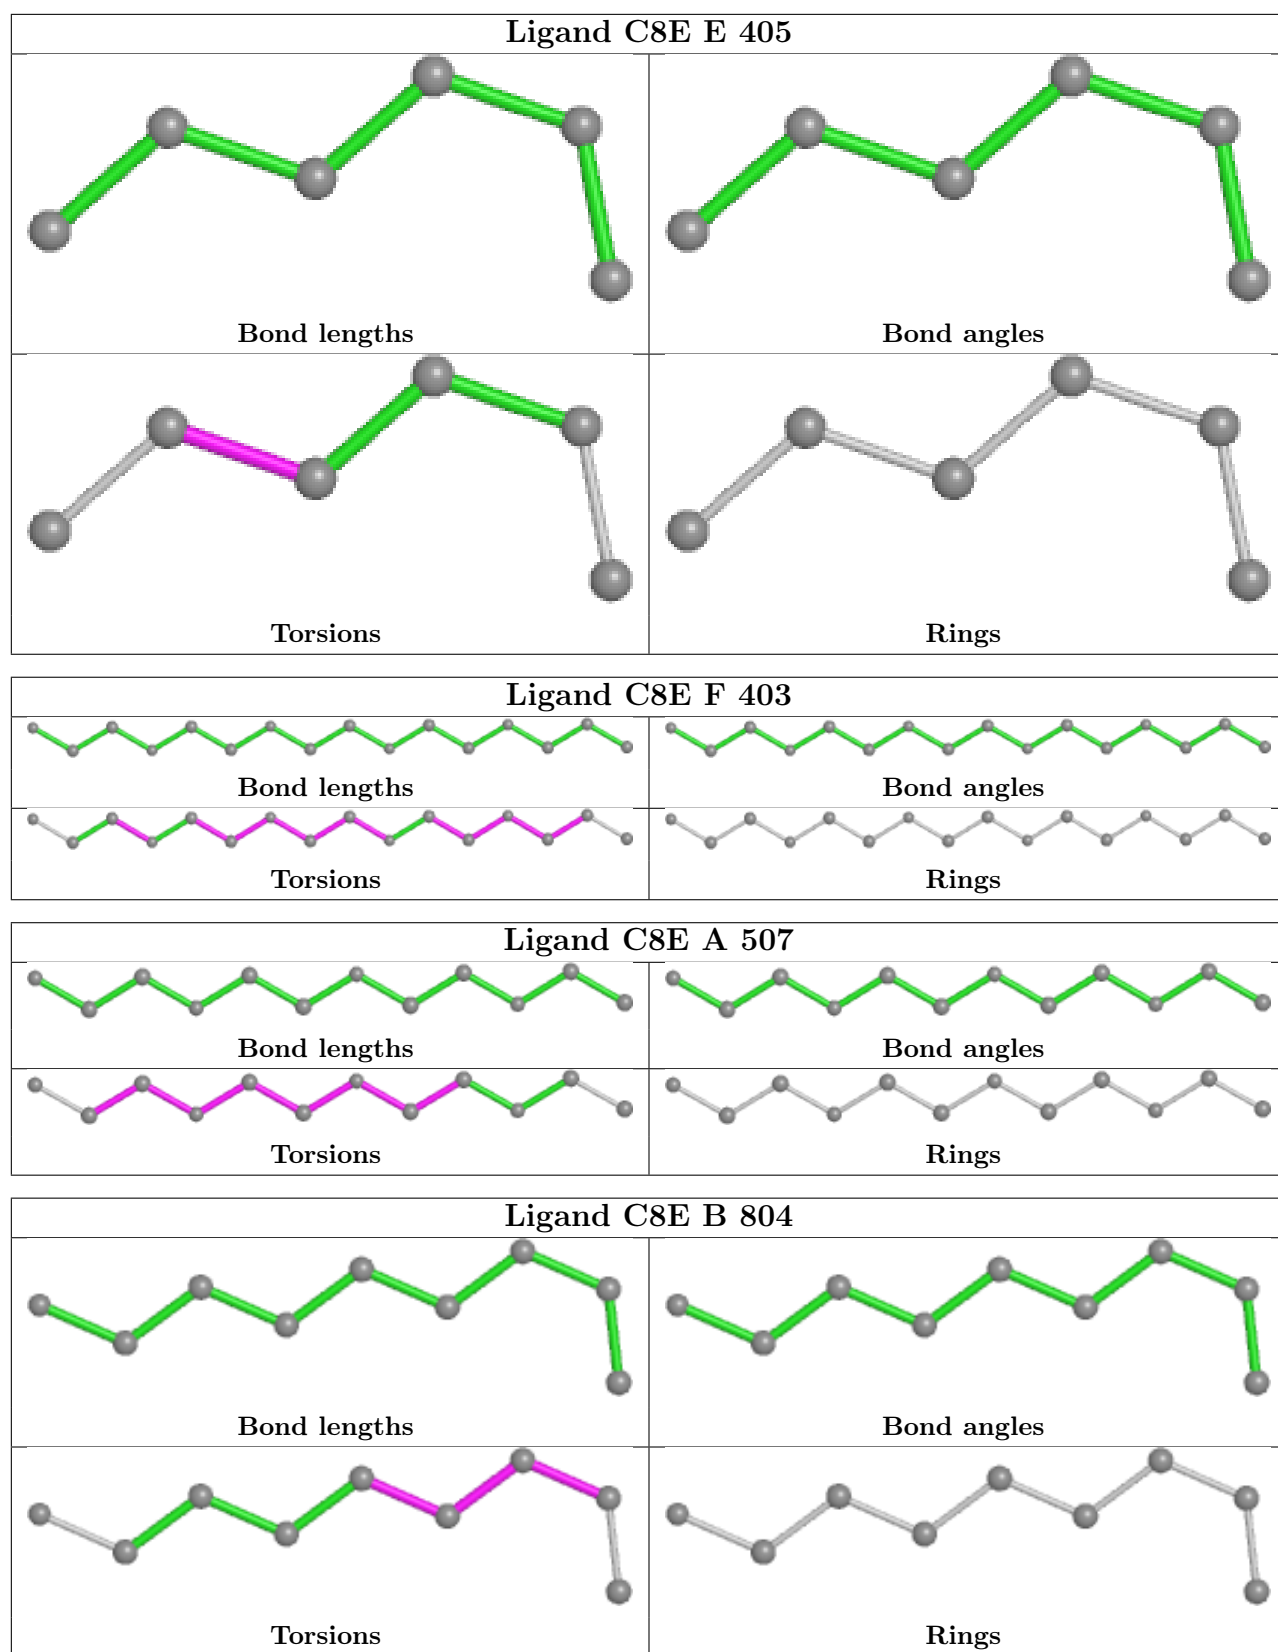 Ligand C8E E 405
Bond lengths
Bond angles
Torsions
Rings
Ligand C8E F 403
Bond lengths
Bond angles
Torsions
Rings
Ligand C8E A 507
Bond lengths
Bond angles
Torsions
Rings
Ligand C8E B 804
Bond lengths
Bond angles
Torsions
Rings